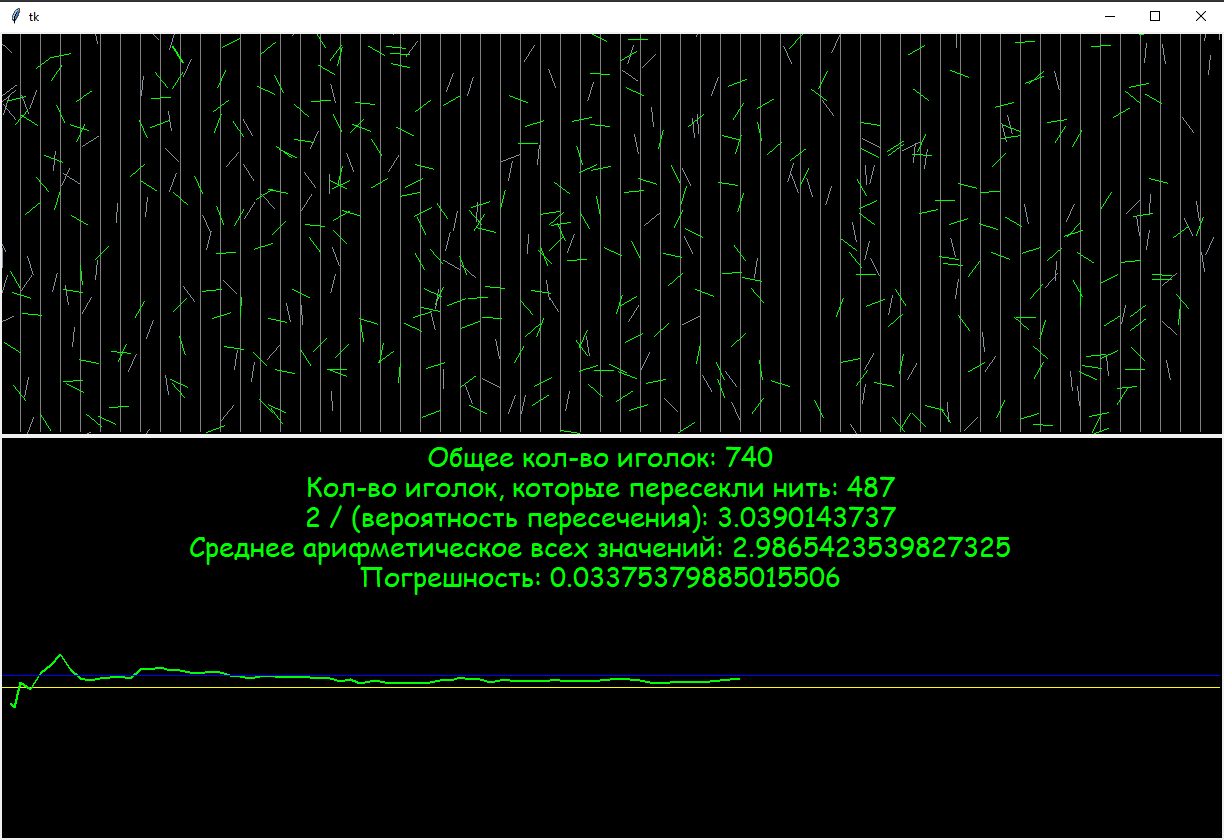 tk
Общее кол-во иголок: 740
Кол-во иголок, которые пересекли нить: 487
2 / (вероятность пересечения): 3.0390143737
Среднее арифметическое всех значений: 2.9865423539827325
Погрешность: 0.03375379885015506